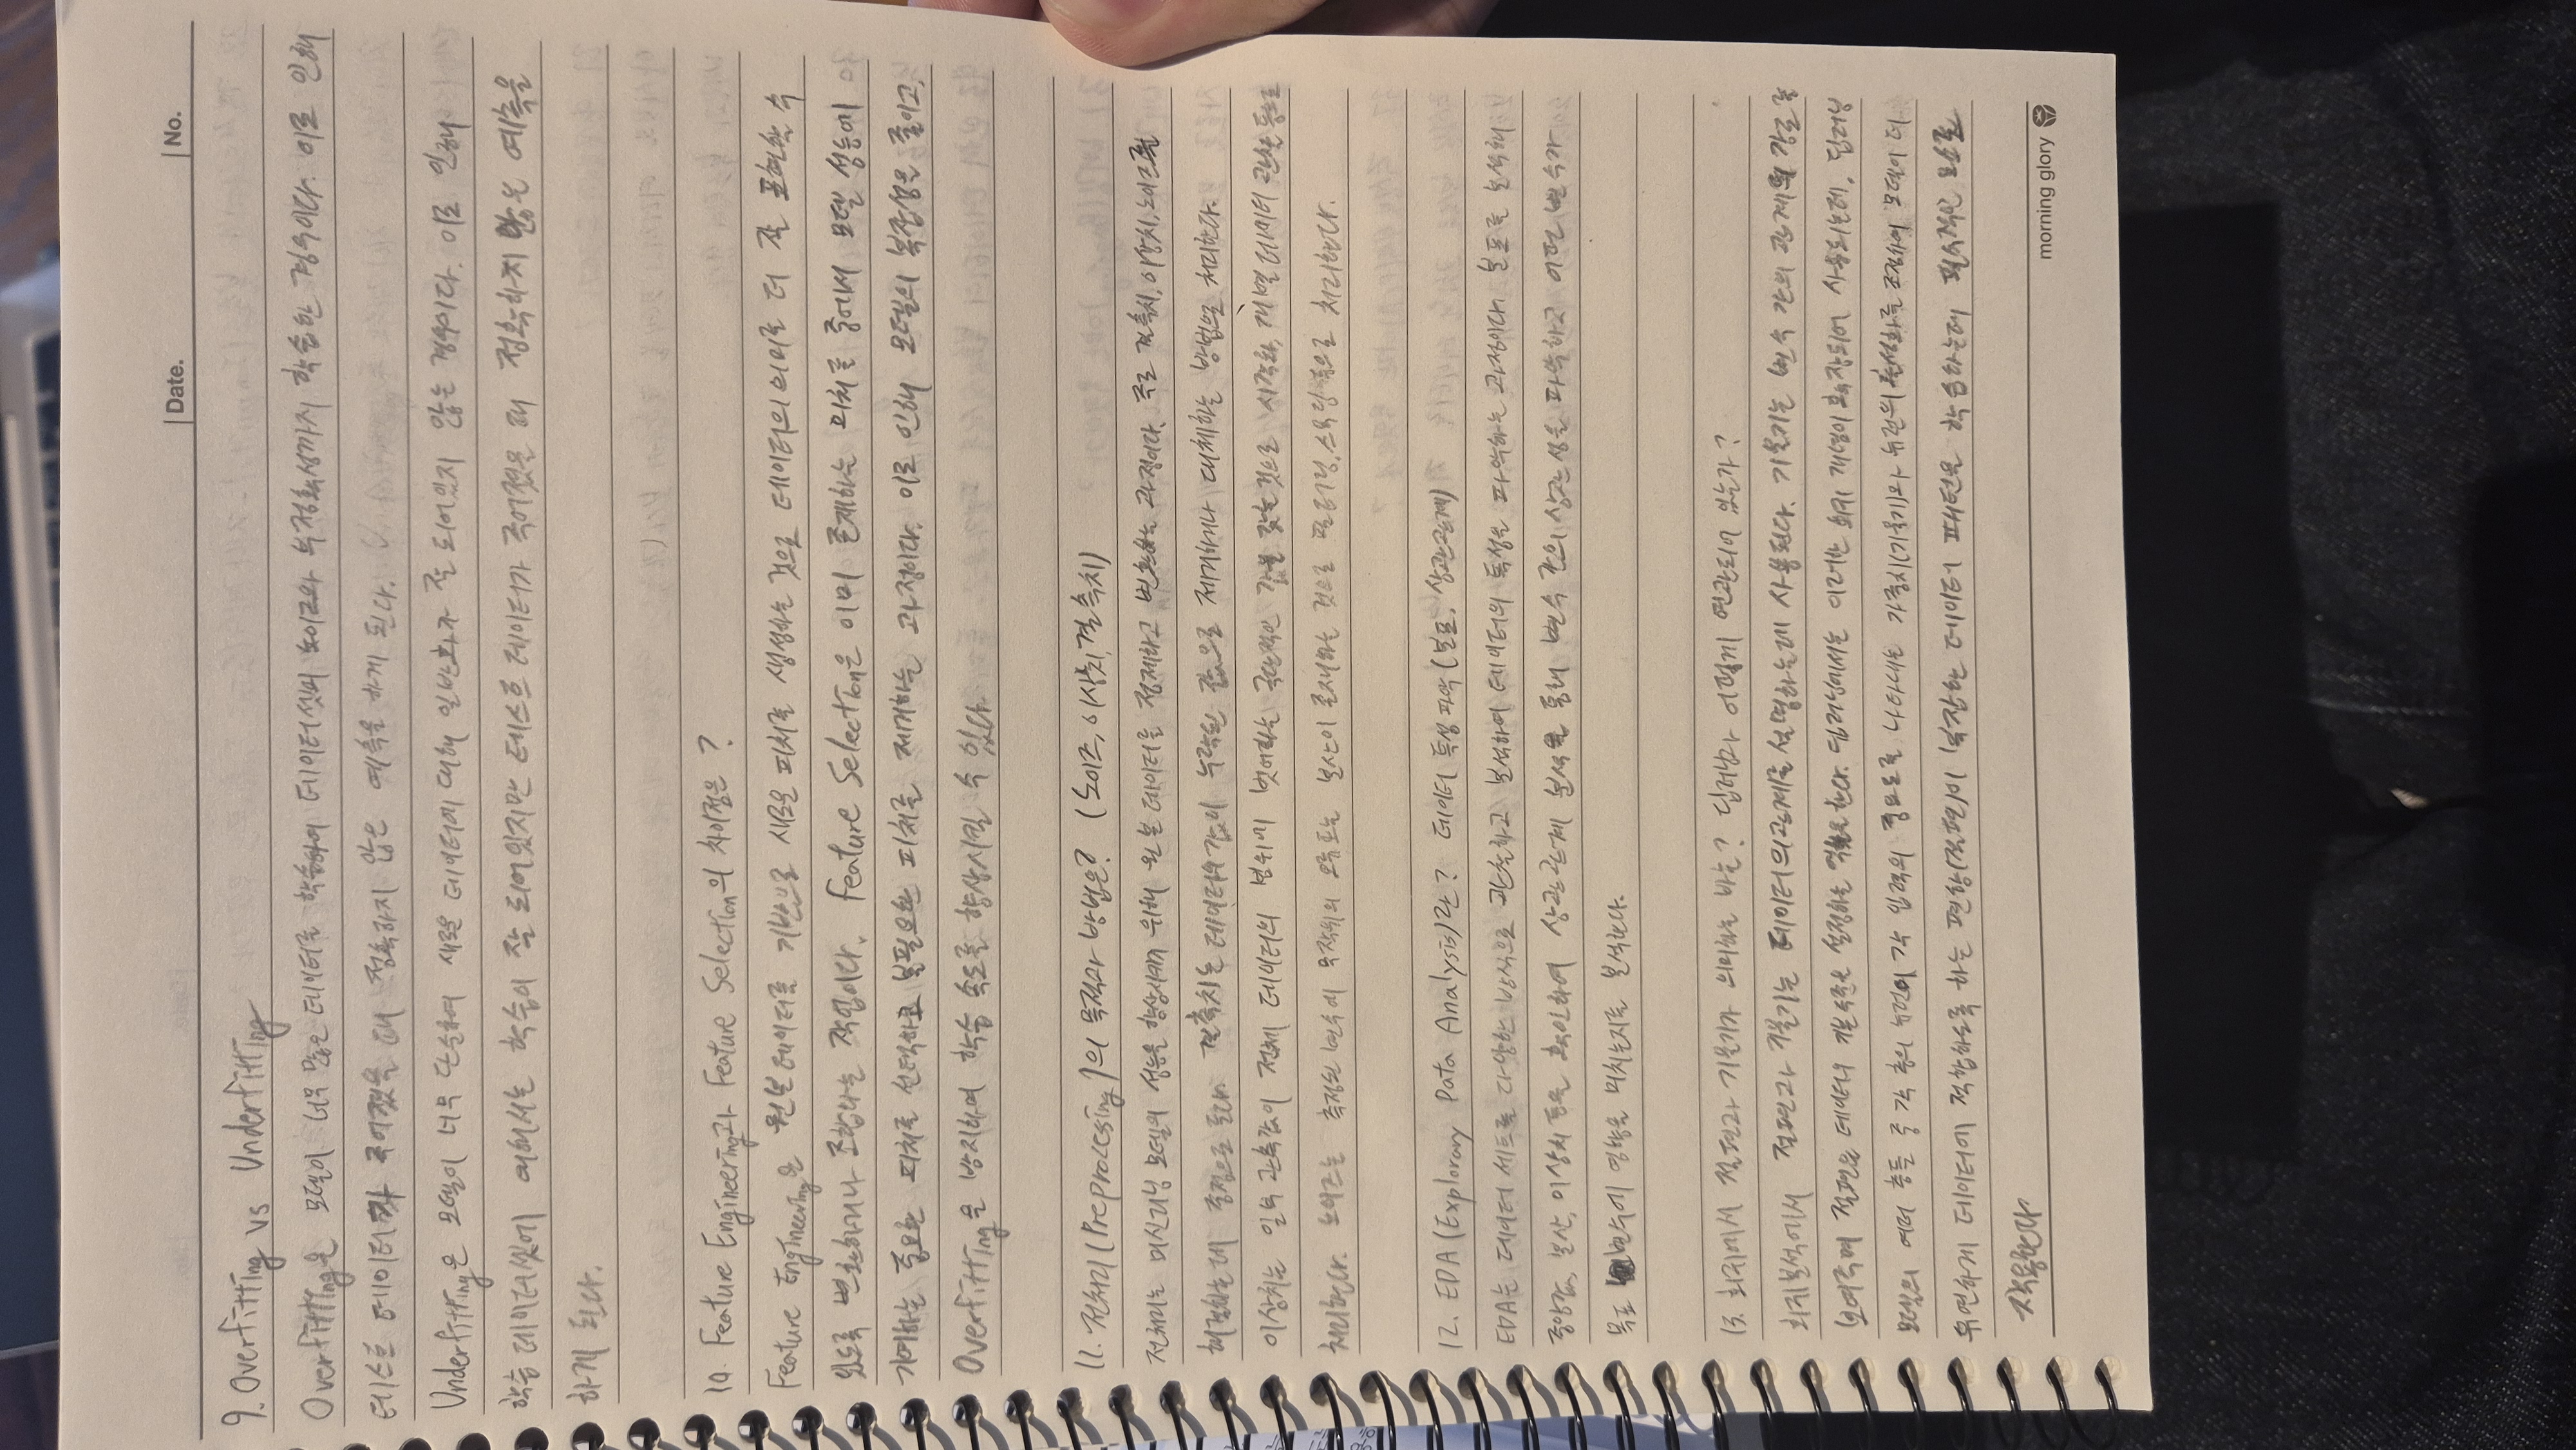 Date. No.
9. Overfitting vs Underfitting
Overfitting은 모델이 너무 많은 데이터를 학습하여 데이터셋의 노이즈와 부정확성까지 학습한 경우이다. 이로 인해
테스트 데이터가 주어졌을 때 정확하지 않은 예측을 하게 된다.
Underfitting은 모델이 너무 단순하여 새로운 데이터에 대해 일반화가 잘 되어있지 않는 경우이다. 이로 인해
학습 데이터셋에 대해서는 학습이 잘 되어있지만 테스트 데이터가 주어졌을 때 정확하지 않은 예측을
하게 된다.
10. Feature Engineering과 Feature Selection의 차이점은?
Feature Engineering은 원본 데이터를 기반으로 새로운 피처를 생성하는 것으로 데이터의 의미를 더 잘 표현할 수
있도록 변환하거나 조합하는 작업이다. Feature Selection은 이미 존재하는 피처들 중에서 모델 성능에
기여하는 중요한 피처를 선택하고 불필요한 피처를 제거하는 과정이다. 이로 인해 모델의 복잡성을 줄이고,
Overfitting을 방지하며 학습 속도를 향상시킬 수 있다.
11. 전처리(Preprocesing)의 목적과 방법은? (노이즈, 이상치, 결측치)
전처리는 머신러닝 모델의 성능을 향상시키기 위해 원본 데이터를 정제하고 변환하는 과정이다. 주로 결측치, 이상치, 노이즈를
해결하는데 중점으로 둔다. 결측치는 데이터의 값이 누락된 값으로 제거하거나 대체하는 방법으로 처리한다.
이상치는 일부 관측값이 전체 데이터의 범위에 벗어나는 극단적인 값을 갖는 것으로 시각화, 개별 데이터 관찰 등으로
처리한다. 노이즈는 측정된 변수에 무작위의 오류 또는 분산이 존재하는 것으로 필터링, 스무딩 등으로 처리한다.
12. EDA(Explorary Data Analysis)란? 데이터 특성 파악(분포, 상관관계)
EDA는 데이터 세트를 다양한 방식으로 관찰하고 분석하여 데이터의 특성을 파악하는 과정이다. 분포를 분석해
중앙값, 분산, 이상치 등을 확인하며 상관관계 분석을 통해 변수 간의 상관성을 파악하고 어떤 변수가
목표 변수에 영향을 미치는지를 분석한다.
13. 회귀에서 절편과 기울기가 의미하는 바는? 딥러닝과 어떻게 연관되어 있는가?
회귀분석에서 절편과 기울기는 데이터의 관계를 설명하는데 사용된다. 기울기는 변수 간의 관계의 강도를
보여주며 절편은 데이터의 기본 수준을 설정하는 역할을 한다. 딥러닝에서는 이러한 회귀 개념이 확장되어 사용되는데, 딥러닝
모델의 여러 층들 중 각 층의 뉴런이 각 입력의 중요도를 나타내는 가중치(기울기)와 뉴런의 활성화를 조정하여 모델이 더
유연하게 데이터에 적합하도록 하는 편향(절편)이 복잡한 데이터 패턴을 학습하는데 필수적인 요소로
작용한다.
morning glory